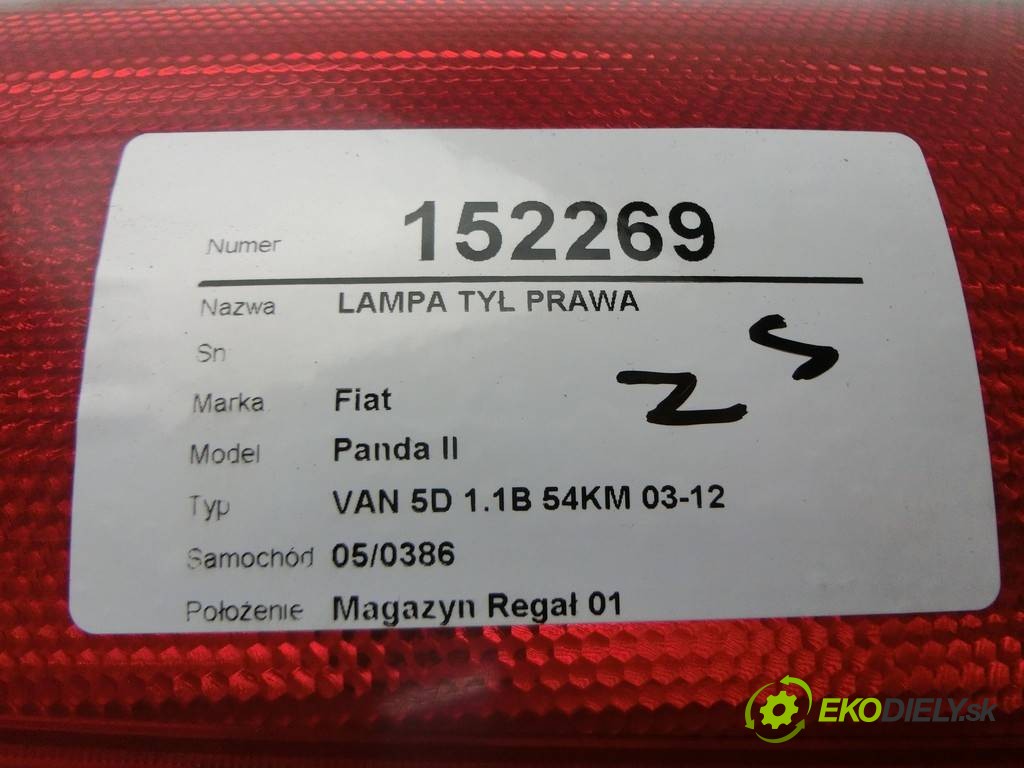 Numer 152269
Nazwa LAMPA TYŁ PRAWA
Sn
Marka Fiat
Model Panda II
Typ VAN 5D 1.1B 54KM 03-12
Samochód 05/0386
Położenie Magazyn Regał 01
Z S
EKODIELY.sk